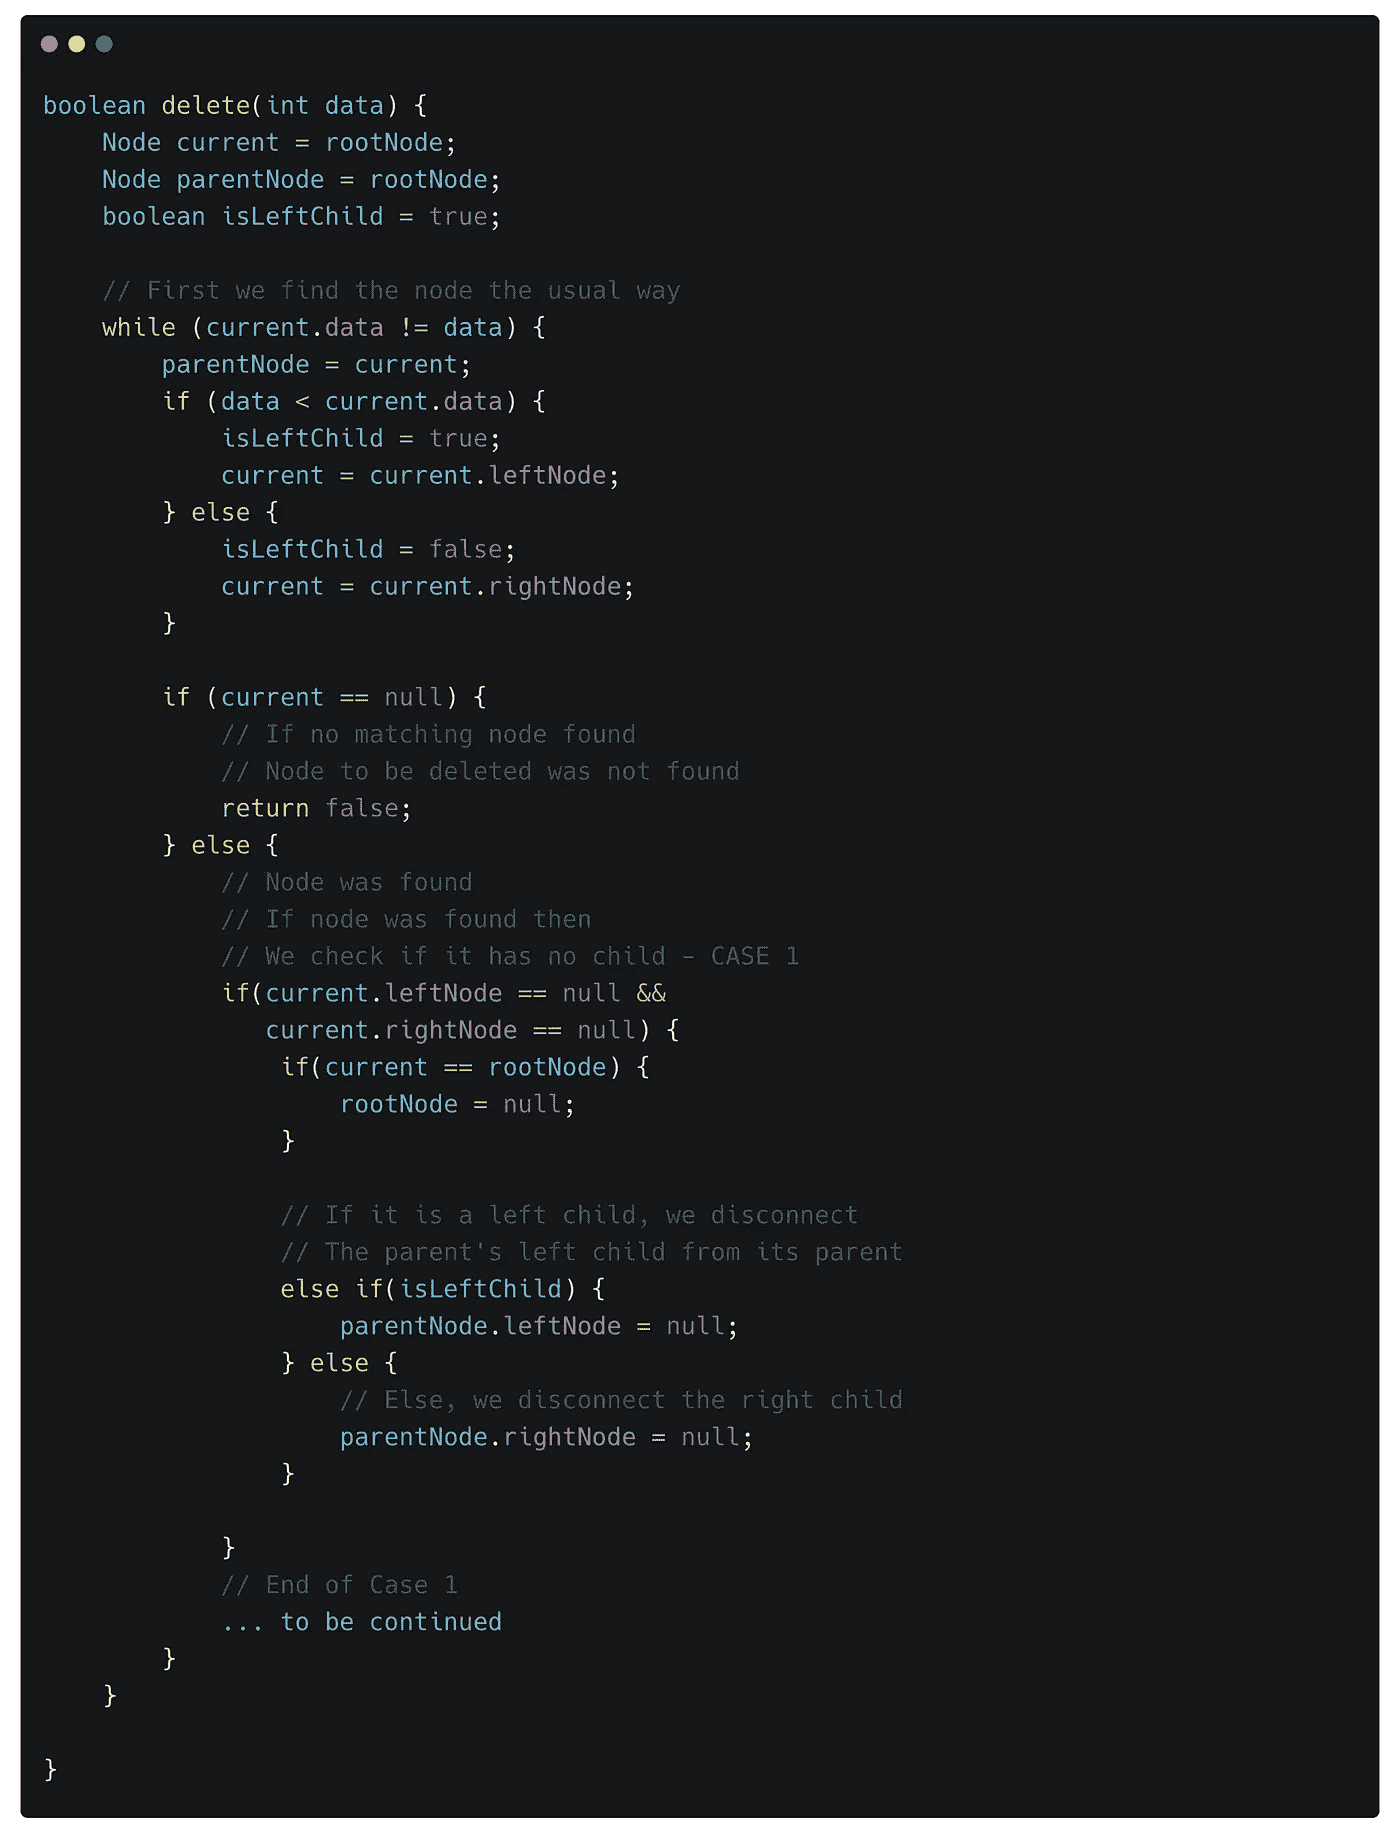 boolean delete(int data) {
    Node current = rootNode;
    Node parentNode = rootNode;
    boolean isLeftChild = true;

    // First we find the node the usual way
    while (current.data != data) {
        parentNode = current;
        if (data < current.data) {
            isLeftChild = true;
            current = current.leftNode;
        } else {
            isLeftChild = false;
            current = current.rightNode;
        }

        if (current == null) {
            // If no matching node found
            // Node to be deleted was not found
            return false;
        } else {
            // Node was found
            // If node was found then
            // We check if it has no child - CASE 1
            if(current.leftNode == null &&
               current.rightNode == null) {
                if(current == rootNode) {
                    rootNode = null;
                }

                // If it is a left child, we disconnect
                // The parent's left child from its parent
                else if(isLeftChild) {
                    parentNode.leftNode = null;
                } else {
                    // Else, we disconnect the right child
                    parentNode.rightNode = null;
                }

            }
            // End of Case 1
            ... to be continued
        }
    }

}